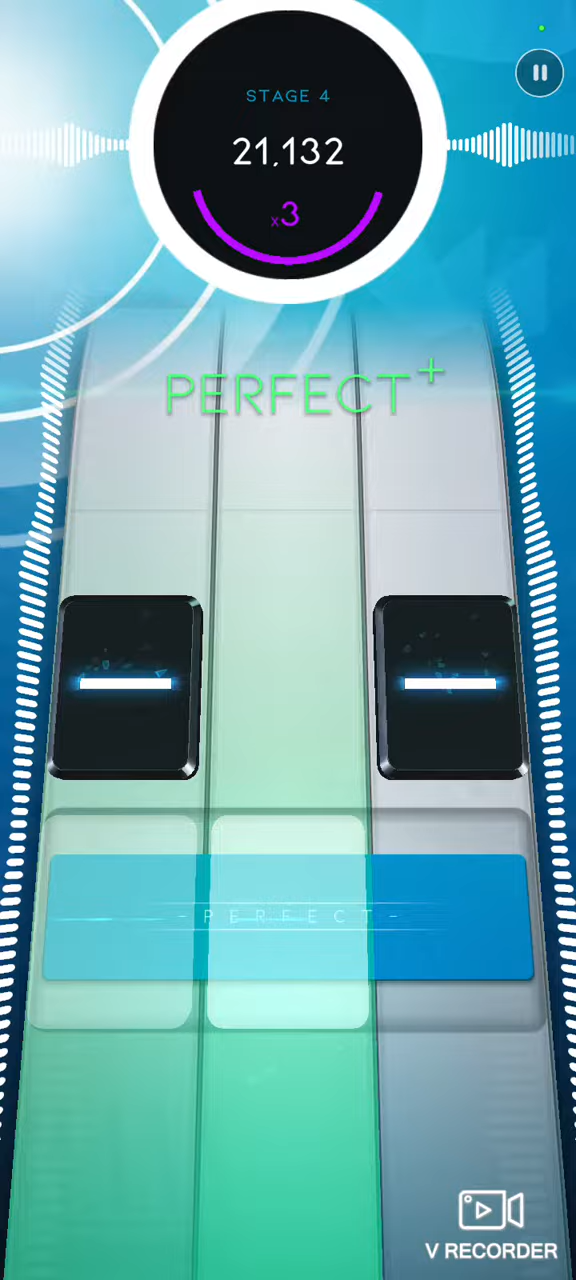 STAGE 4
21,132
x3
PERFECT+
- PERFECT -
V RECORDER